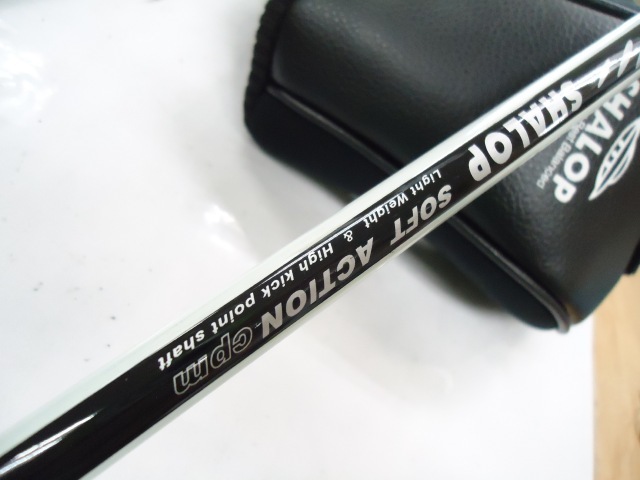 SHALOP
SOFT ACTION cpm
Light Weight & High kick point shaft
SHALOP